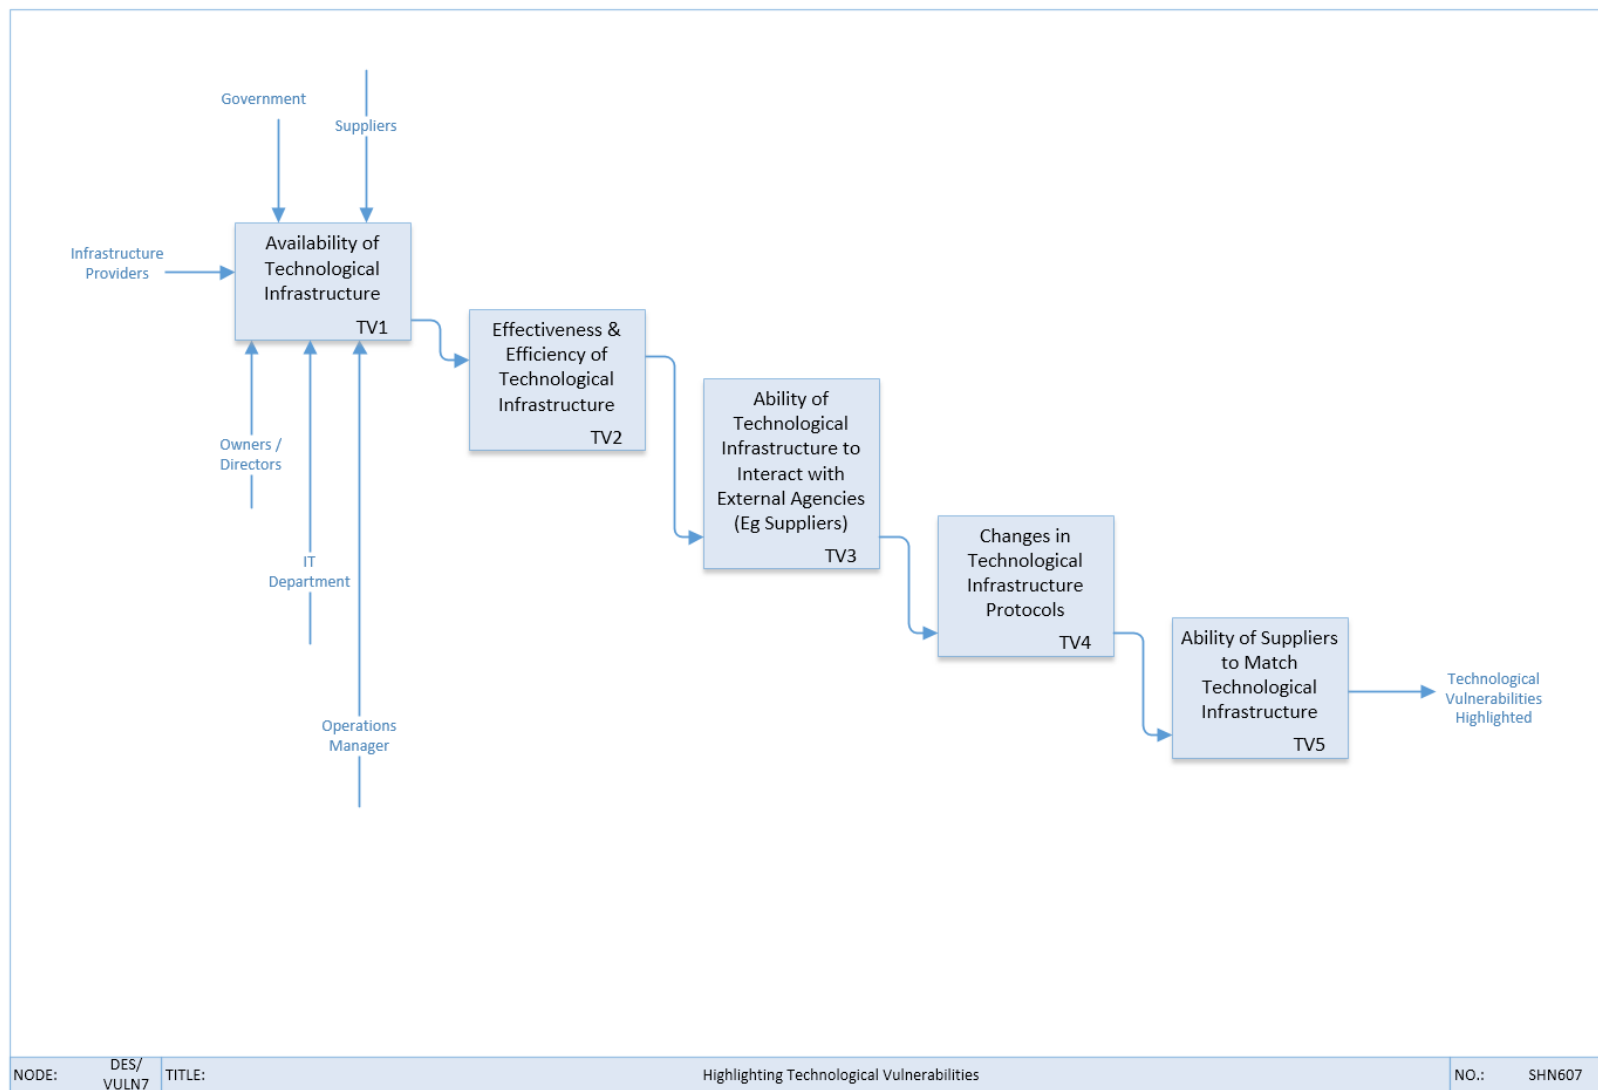 Government
Suppliers
Infrastructure
Providers
Availability of
Technological
Infrastructure
TV1
Effectiveness &
Efficiency of
Technological
Infrastructure
TV2
Owners /
Directors
Ability of
Technological
Infrastructure to
Interact with
External Agencies
(Eg Suppliers)
TV3
IT
Department
Changes in
Technological
Infrastructure
Protocols
TV4
Operations
Manager
Ability of Suppliers
to Match
Technological
Infrastructure
TV5
Technological
Vulnerabilities
Highlighted
NODE:
DES/
VULN7
TITLE:
Highlighting Technological Vulnerabilities
NO.:
SHN607